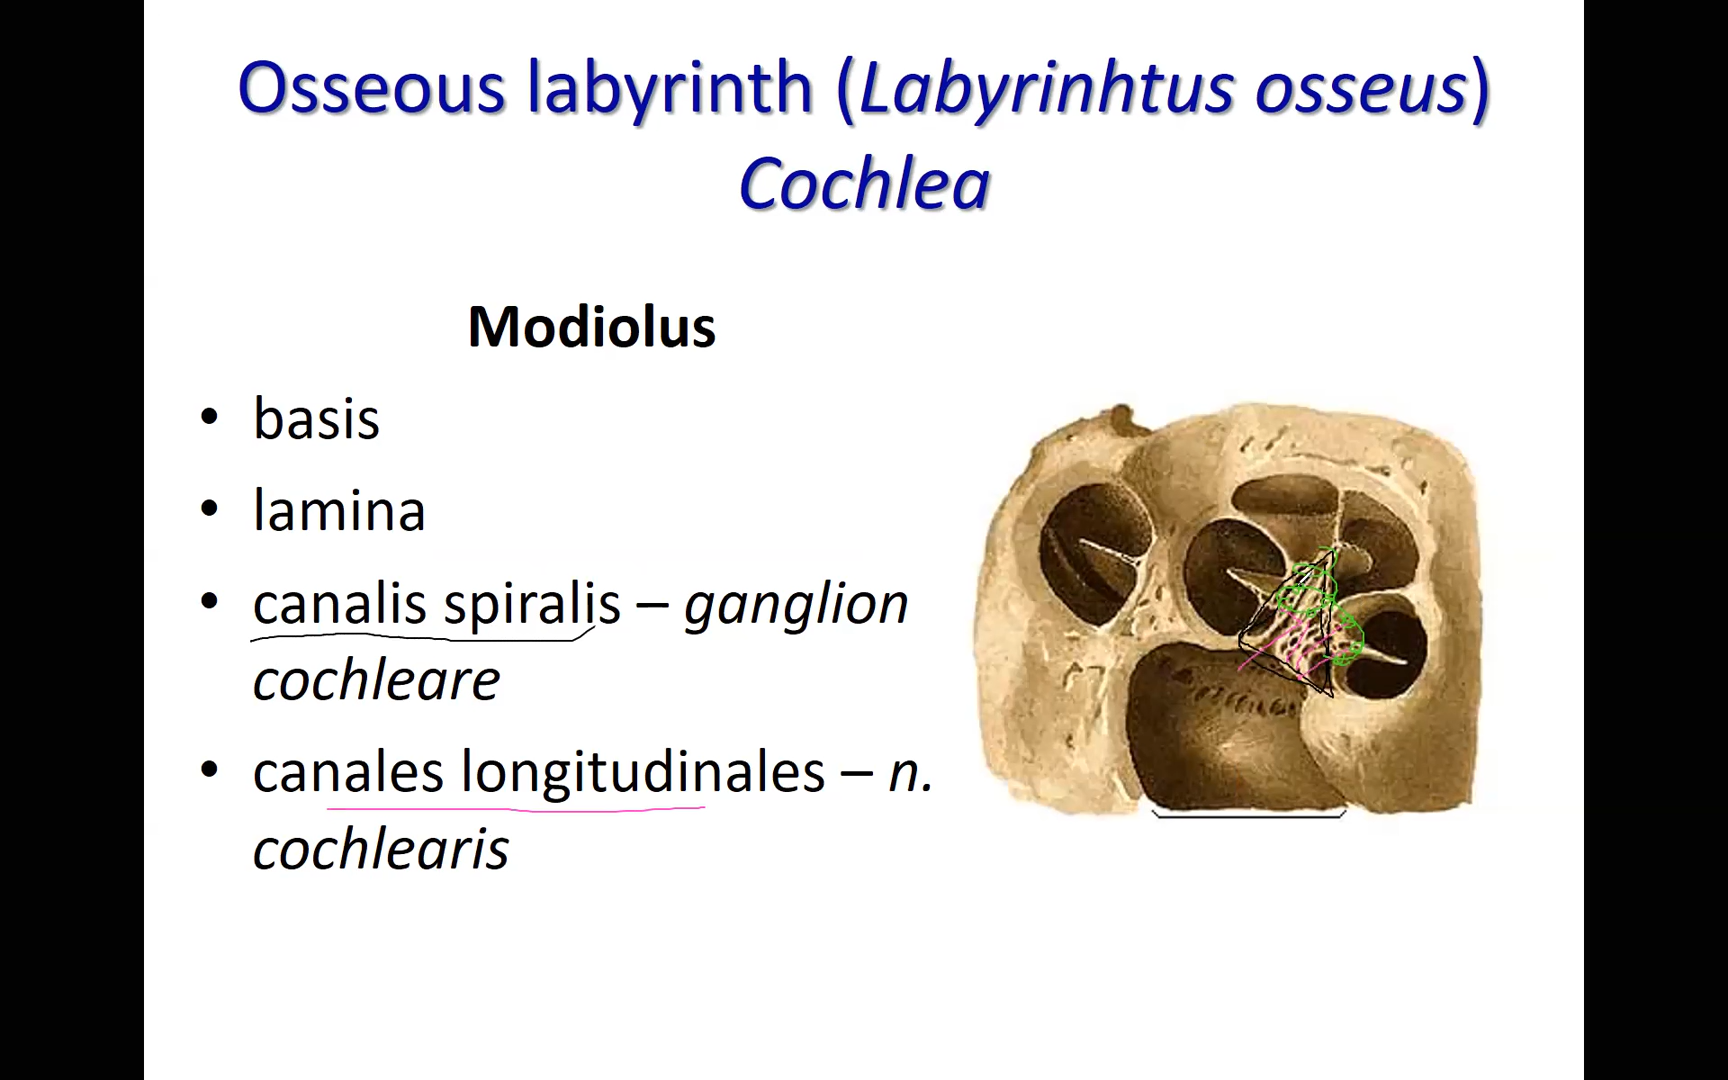 Osseous labyrinth (Labyrinhtus osseus)
Cochlea
Modiolus
• basis
• lamina
• canalis spiralis – ganglion
cochleare
• canales longitudinales – n.
cochlearis